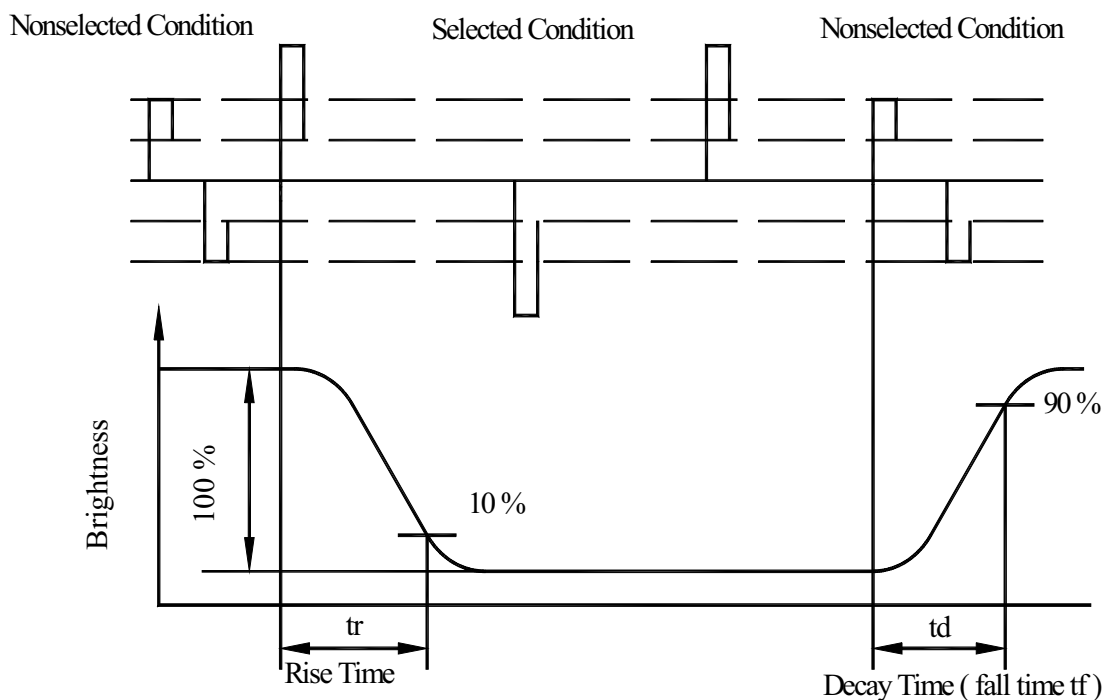 Nonselected Condition
Selected Condition
Nonselected Condition
Brightness
100 %
10 %
90 %
tr
Rise Time
td
Decay Time ( fall time tf )